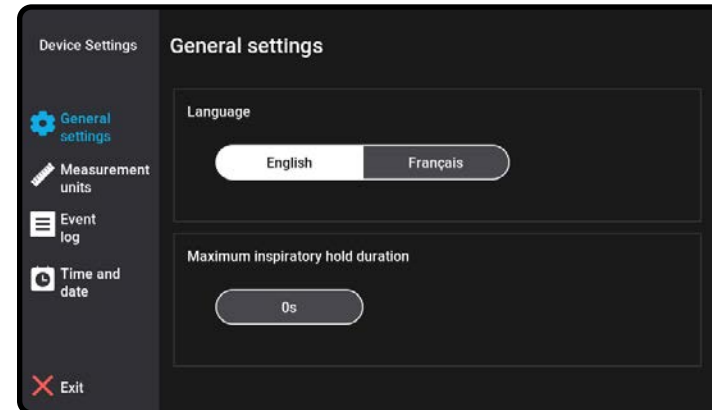 Device Settings
General settings
General
settings
Measurement
units
Event
log
Time and
date
Exit
Language
English
Français
Maximum inspiratory hold duration
0s